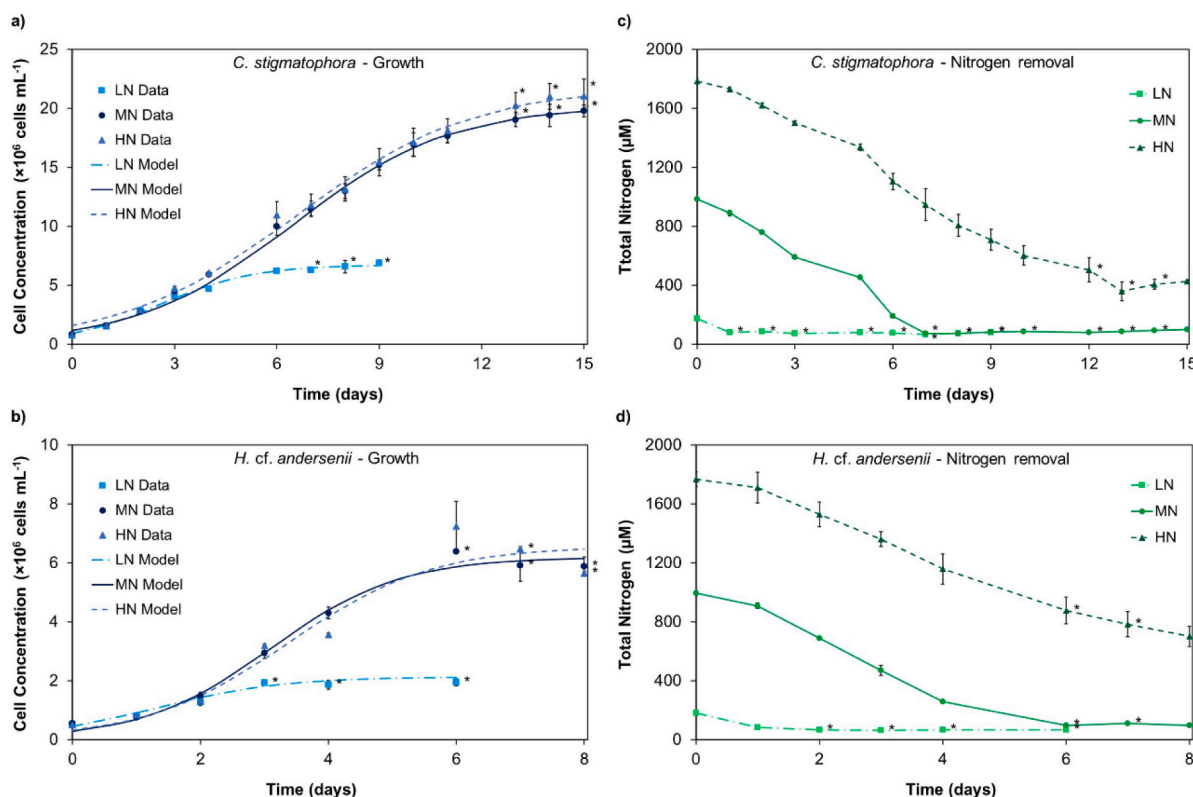 a)
C. stigmatophora - Growth
LN Data
MN Data
HN Data
LN Model
MN Model
HN Model
Cell Concentration (×10⁶ cells mL⁻¹)
25
20
15
10
5
0
0 3 6 9 12 15
Time (days)
c)
C. stigmatophora - Nitrogen removal
LN
MN
HN
Ttotal Nitrogen (µM)
2000
1600
1200
800
400
0
0 3 6 9 12 15
Time (days)
b)
H. cf. andersenii - Growth
LN Data
MN Data
HN Data
LN Model
MN Model
HN Model
Cell Concentration (×10⁶ cells mL⁻¹)
10
8
6
4
2
0
0 2 4 6 8
Time (days)
d)
H. cf. andersenii - Nitrogen removal
LN
MN
HN
Total Nitrogen (µM)
2000
1600
1200
800
400
0
0 2 4 6 8
Time (days)